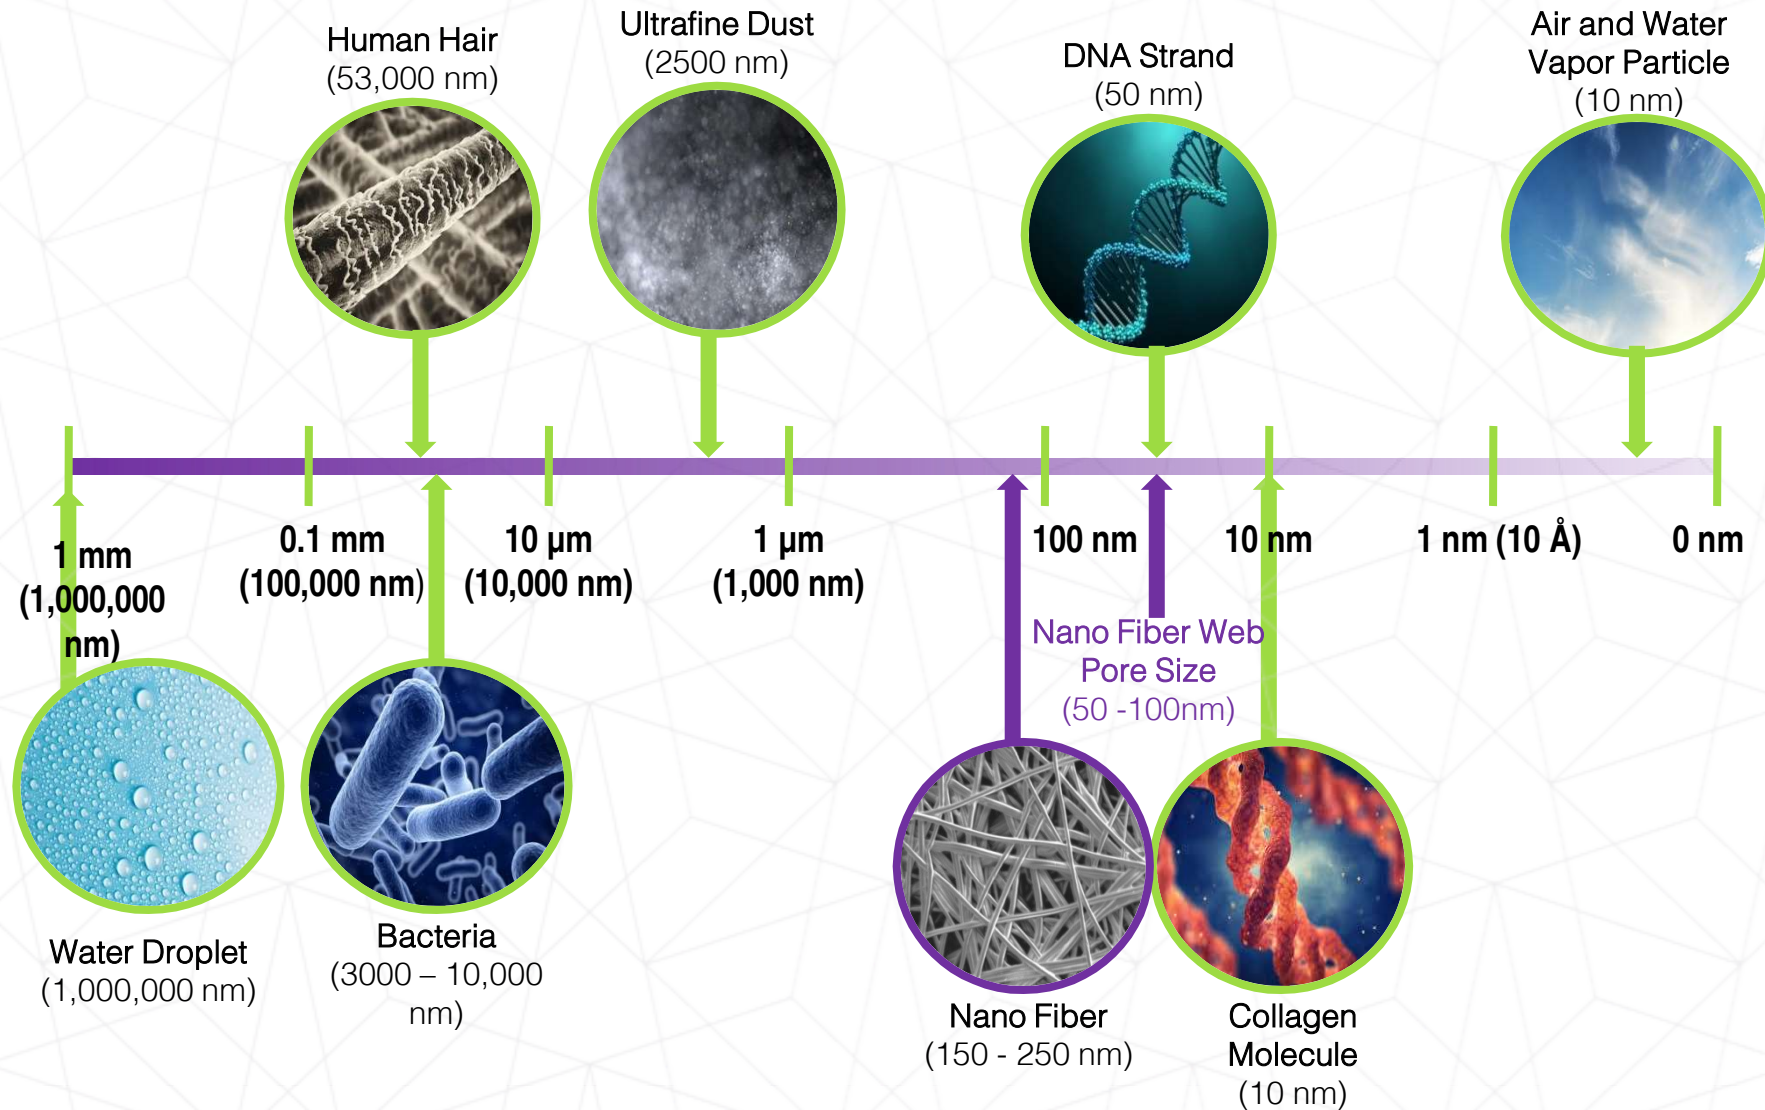 Human Hair
(53,000 nm)
Ultrafine Dust
(2500 nm)
DNA Strand
(50 nm)
Air and Water
Vapor Particle
(10 nm)
1 mm
(1,000,000
nm)
0.1 mm
(100,000 nm)
10 µm
(10,000 nm)
1 µm
(1,000 nm)
100 nm
10 nm
1 nm (10 Å)
0 nm
Nano Fiber Web
Pore Size
(50 -100nm)
Water Droplet
(1,000,000 nm)
Bacteria
(3000 – 10,000
nm)
Nano Fiber
(150 - 250 nm)
Collagen
Molecule
(10 nm)